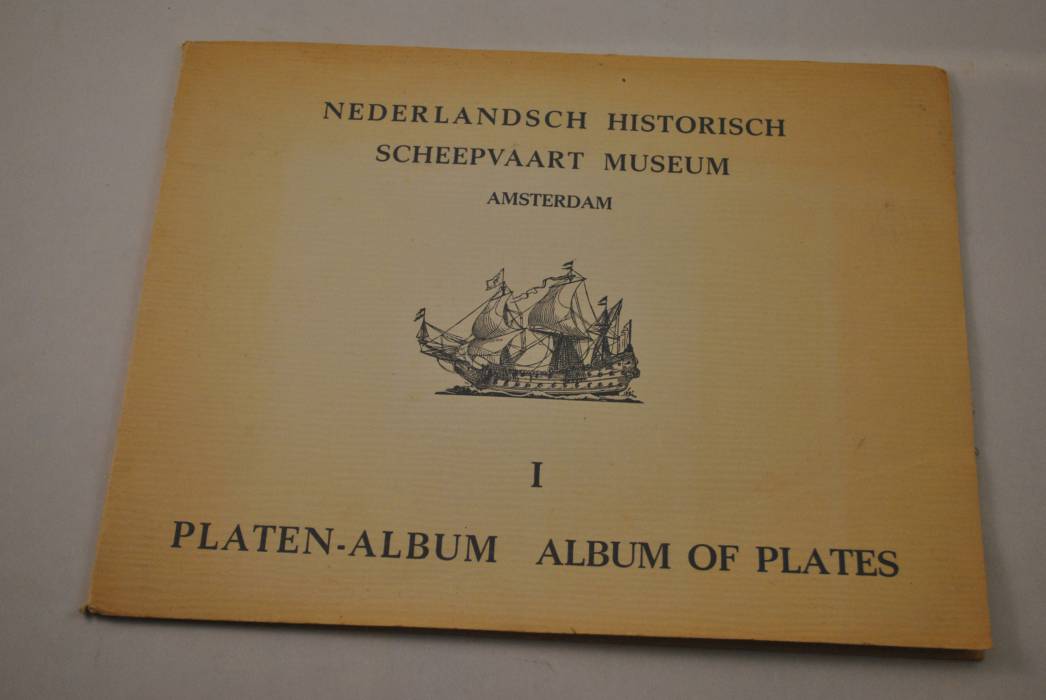 NEDERLANDSCH HISTORISCH
SCHEEPVAART MUSEUM
AMSTERDAM
I
PLATEN-ALBUM ALBUM OF PLATES